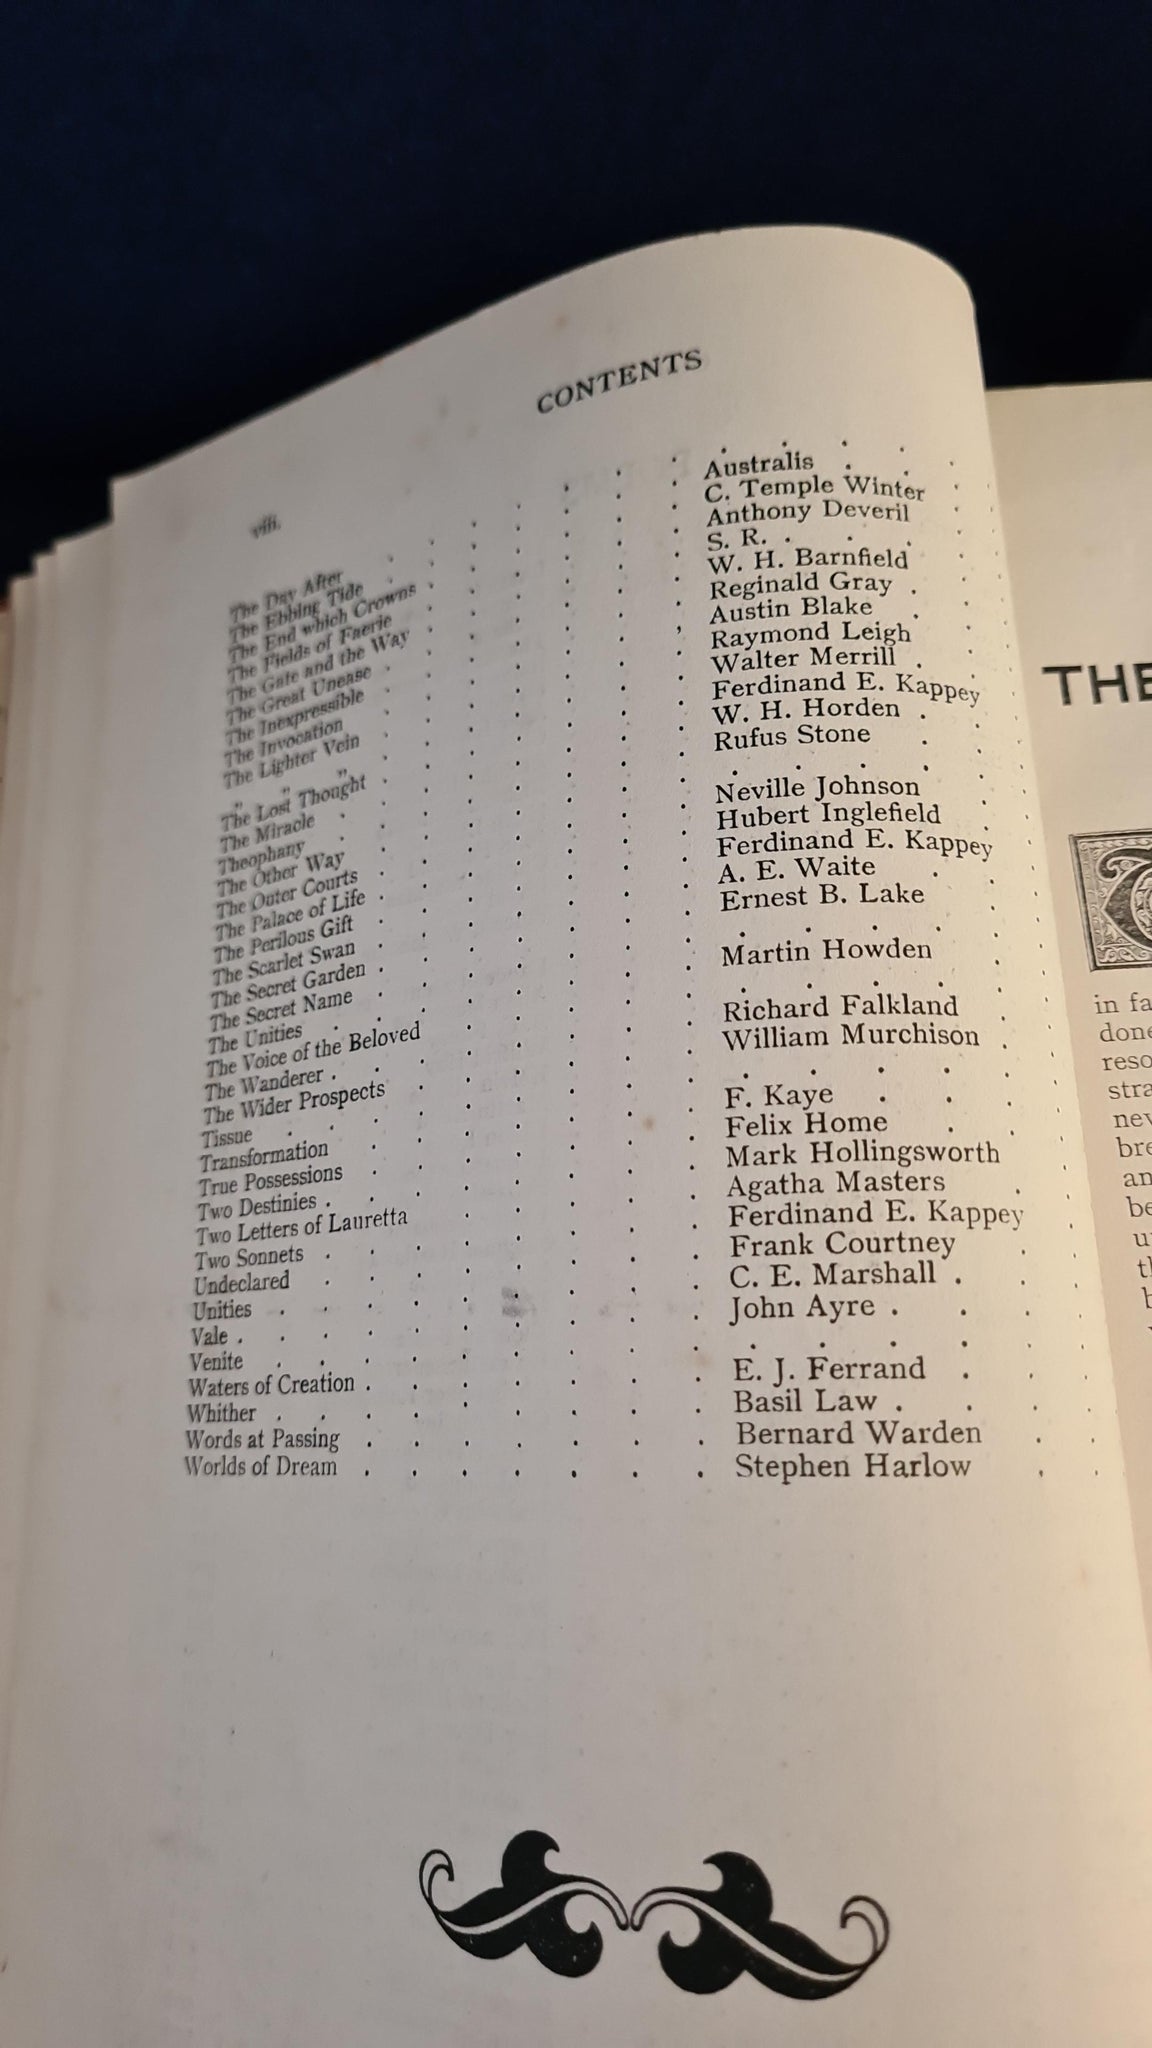 viii. CONTENTS
The Day After
The Ebbing Tide Australis
The End which Crowns C. Temple Winter
The Fields of Faerie Anthony Deveril
The Gate and the Way S. R.
The Great Unease W. H. Barnfield
The Inexpressible Reginald Gray
The Invocation Austin Blake
The Lighter Vein Raymond Leigh
" " " Walter Merrill
The Lost Thought Ferdinand E. Kappey
The Miracle W. H. Horden
Theophany Rufus Stone
The Other Way
The Outer Courts Neville Johnson
The Palace of Life Hubert Inglefield
The Perilous Gift Ferdinand E. Kappey
The Scarlet Swan A. E. Waite
The Secret Garden Ernest B. Lake
The Secret Name
The Unities Martin Howden
The Voice of the Beloved
The Wanderer Richard Falkland
The Wider Prospects William Murchison
Tissue
Transformation F. Kaye
True Possessions Felix Home
Two Destinies Mark Hollingsworth
Two Letters of Lauretta Agatha Masters
Two Sonnets Ferdinand E. Kappey
Undeclared Frank Courtney
Unities C. E. Marshall
Vale John Ayre
Venite
Waters of Creation E. J. Ferrand
Whither Basil Law
Words at Passing Bernard Warden
Worlds of Dream Stephen Harlow
THE
in fa
done
reso
stra
nev
bre
an
be